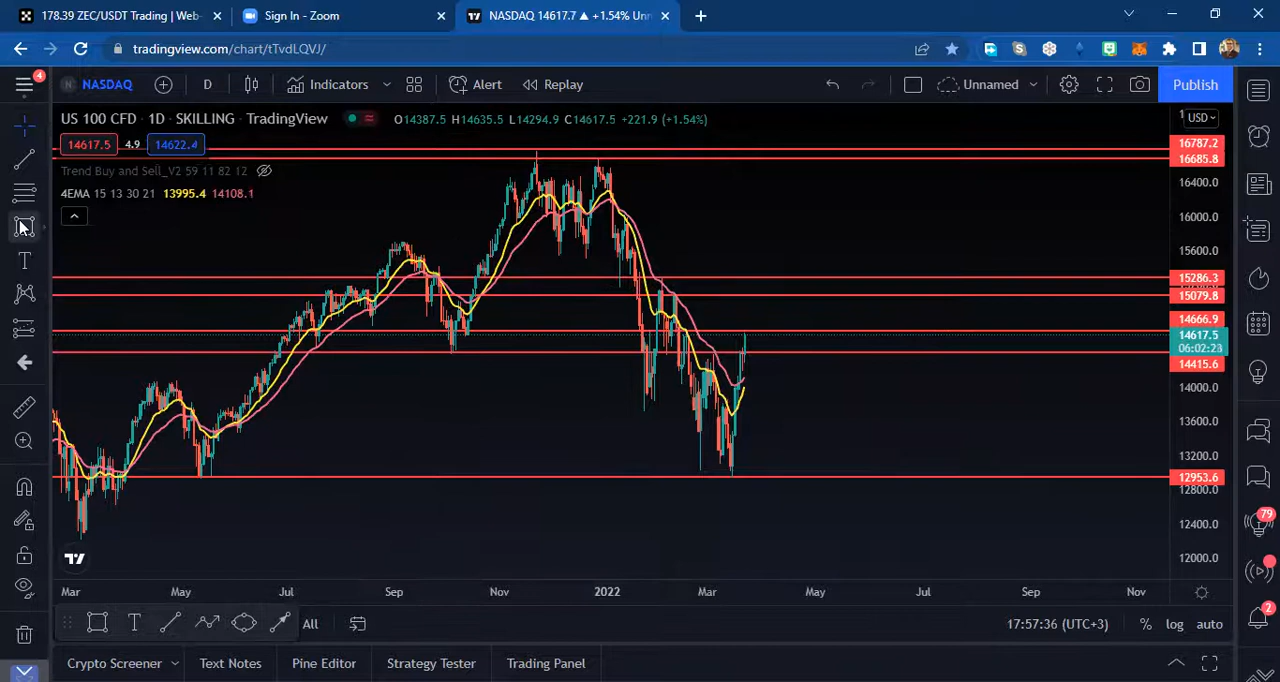 178.39 ZEC/USDT Trading | Web-
Sign In - Zoom
NASDAQ 14617.7 ▲ +1.54% Unn
tradingview.com/chart/tTvdLQVJ/
4
NASDAQ
D
Indicators
Alert
Replay
Unnamed
Publish
US 100 CFD · 1D · SKILLING · TradingView
O14387.5 H14635.5 L14294.9 C14617.5 +221.9 (+1.54%)
USD
14617.5
4.9
14622.4
Trend Buy and Sell_V2 59 11 82 12
4EMA 15 13 30 21 13995.4 14108.1
16787.2
16685.8
16400.0
16000.0
15600.0
15286.3
15079.8
14666.9
14617.5
06:02:23
14415.6
14000.0
13600.0
13200.0
12953.6
12800.0
12400.0
12000.0
79
2
Mar
May
Jul
Sep
Nov
2022
Mar
May
Jul
Sep
Nov
T
All
17:57:36 (UTC+3)
%
log
auto
Crypto Screener
Text Notes
Pine Editor
Strategy Tester
Trading Panel